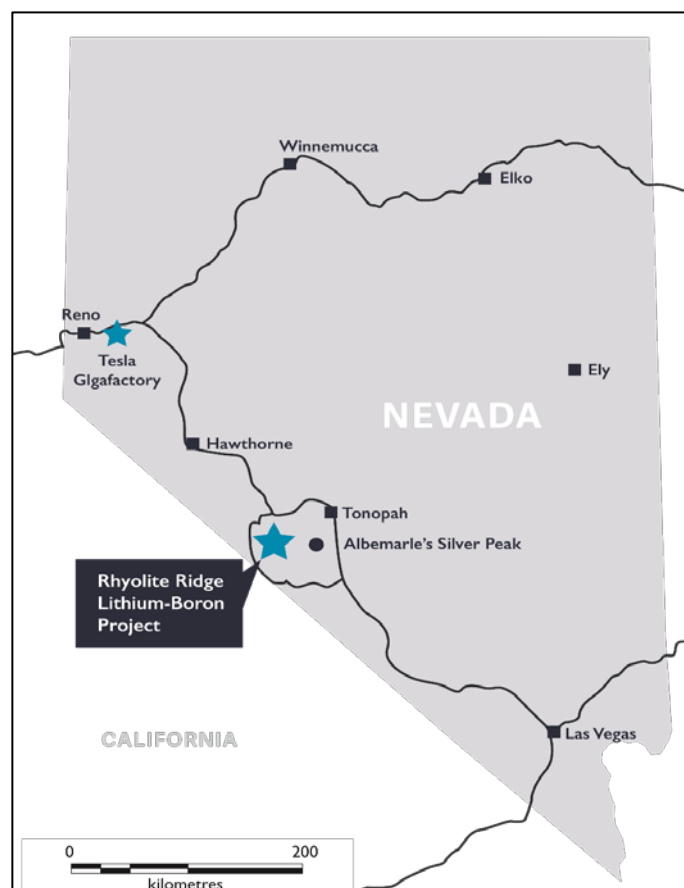 Winnemucca
Elko
Reno
Tesla
Glgafactory
Ely
NEVADA
Hawthorne
Tonopah
Albemarle's Silver Peak
Rhyolite Ridge
Lithium-Boron
Project
CALIFORNIA
Las Vegas
0 200
kilometres